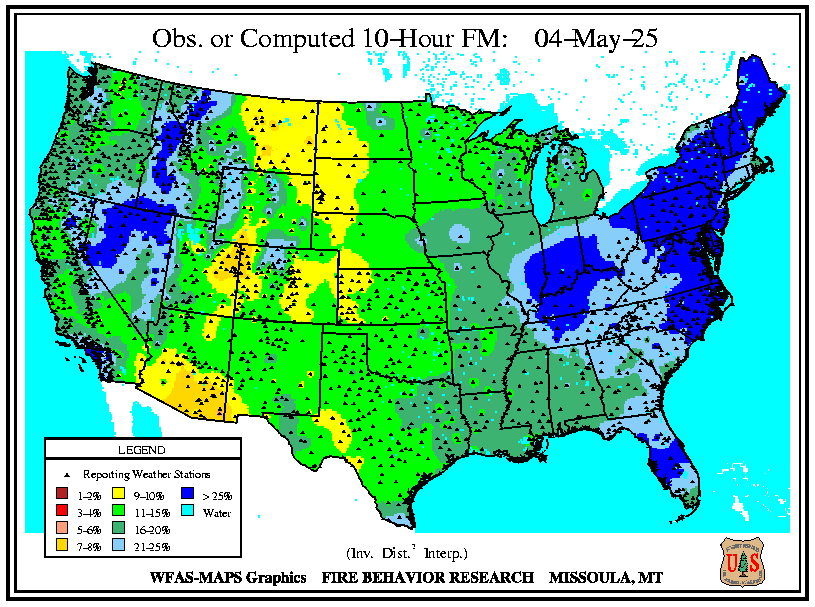 Obs. or Computed 10-Hour FM: 04-May-25
LEGEND
Reporting Weather Stations
1-2% 9-10% > 25%
3-4% 11-15% Water
5-6% 16-20%
7-8% 21-25%
(Inv. Dist.² Interp.)
WFAS-MAPS Graphics FIRE BEHAVIOR RESEARCH MISSOULA, MT
U S